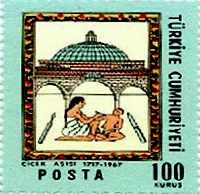 TÜRKİYE CUMHURİYETİ
ÇİÇEK AŞISI 1717-1967
POSTA
100
KURUŞ